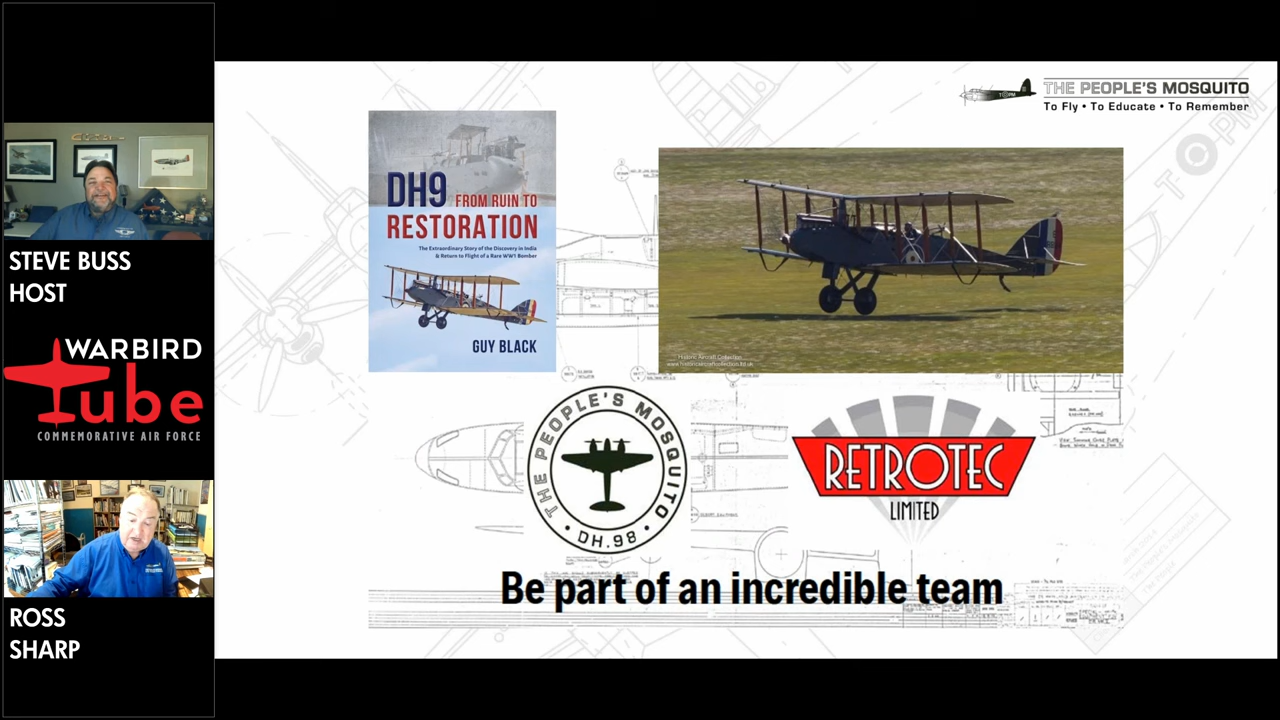 STEVE BUSS
HOST
WARBIRD
Tube
COMMEMORATIVE AIR FORCE
ROSS
SHARP
THE PEOPLE'S MOSQUITO
To Fly • To Educate • To Remember
DH9 FROM RUIN TO
RESTORATION
The Extraordinary Story of the Discovery in India
& Return to Flight of a Rare WW1 Bomber
GUY BLACK
Historic Aircraft Collection
THE PEOPLE'S MOSQUITO
• DH.98 •
RETROTEC
LIMITED
Be part of an incredible team